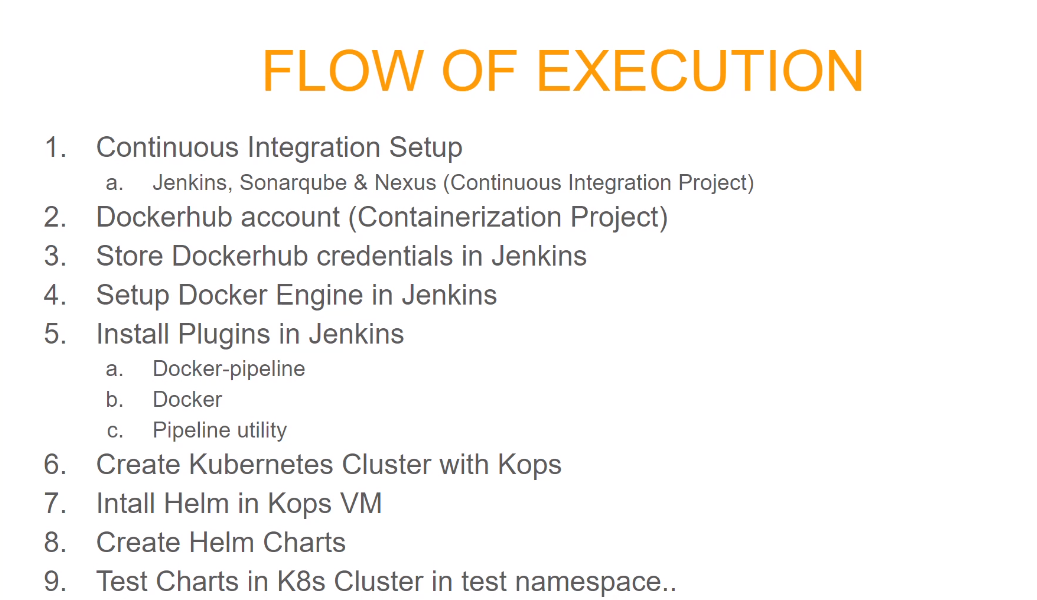 FLOW OF EXECUTION
1. Continuous Integration Setup
a. Jenkins, Sonarqube & Nexus (Continuous Integration Project)
2. Dockerhub account (Containerization Project)
3. Store Dockerhub credentials in Jenkins
4. Setup Docker Engine in Jenkins
5. Install Plugins in Jenkins
a. Docker-pipeline
b. Docker
c. Pipeline utility
6. Create Kubernetes Cluster with Kops
7. Intall Helm in Kops VM
8. Create Helm Charts
9. Test Charts in K8s Cluster in test namespace..